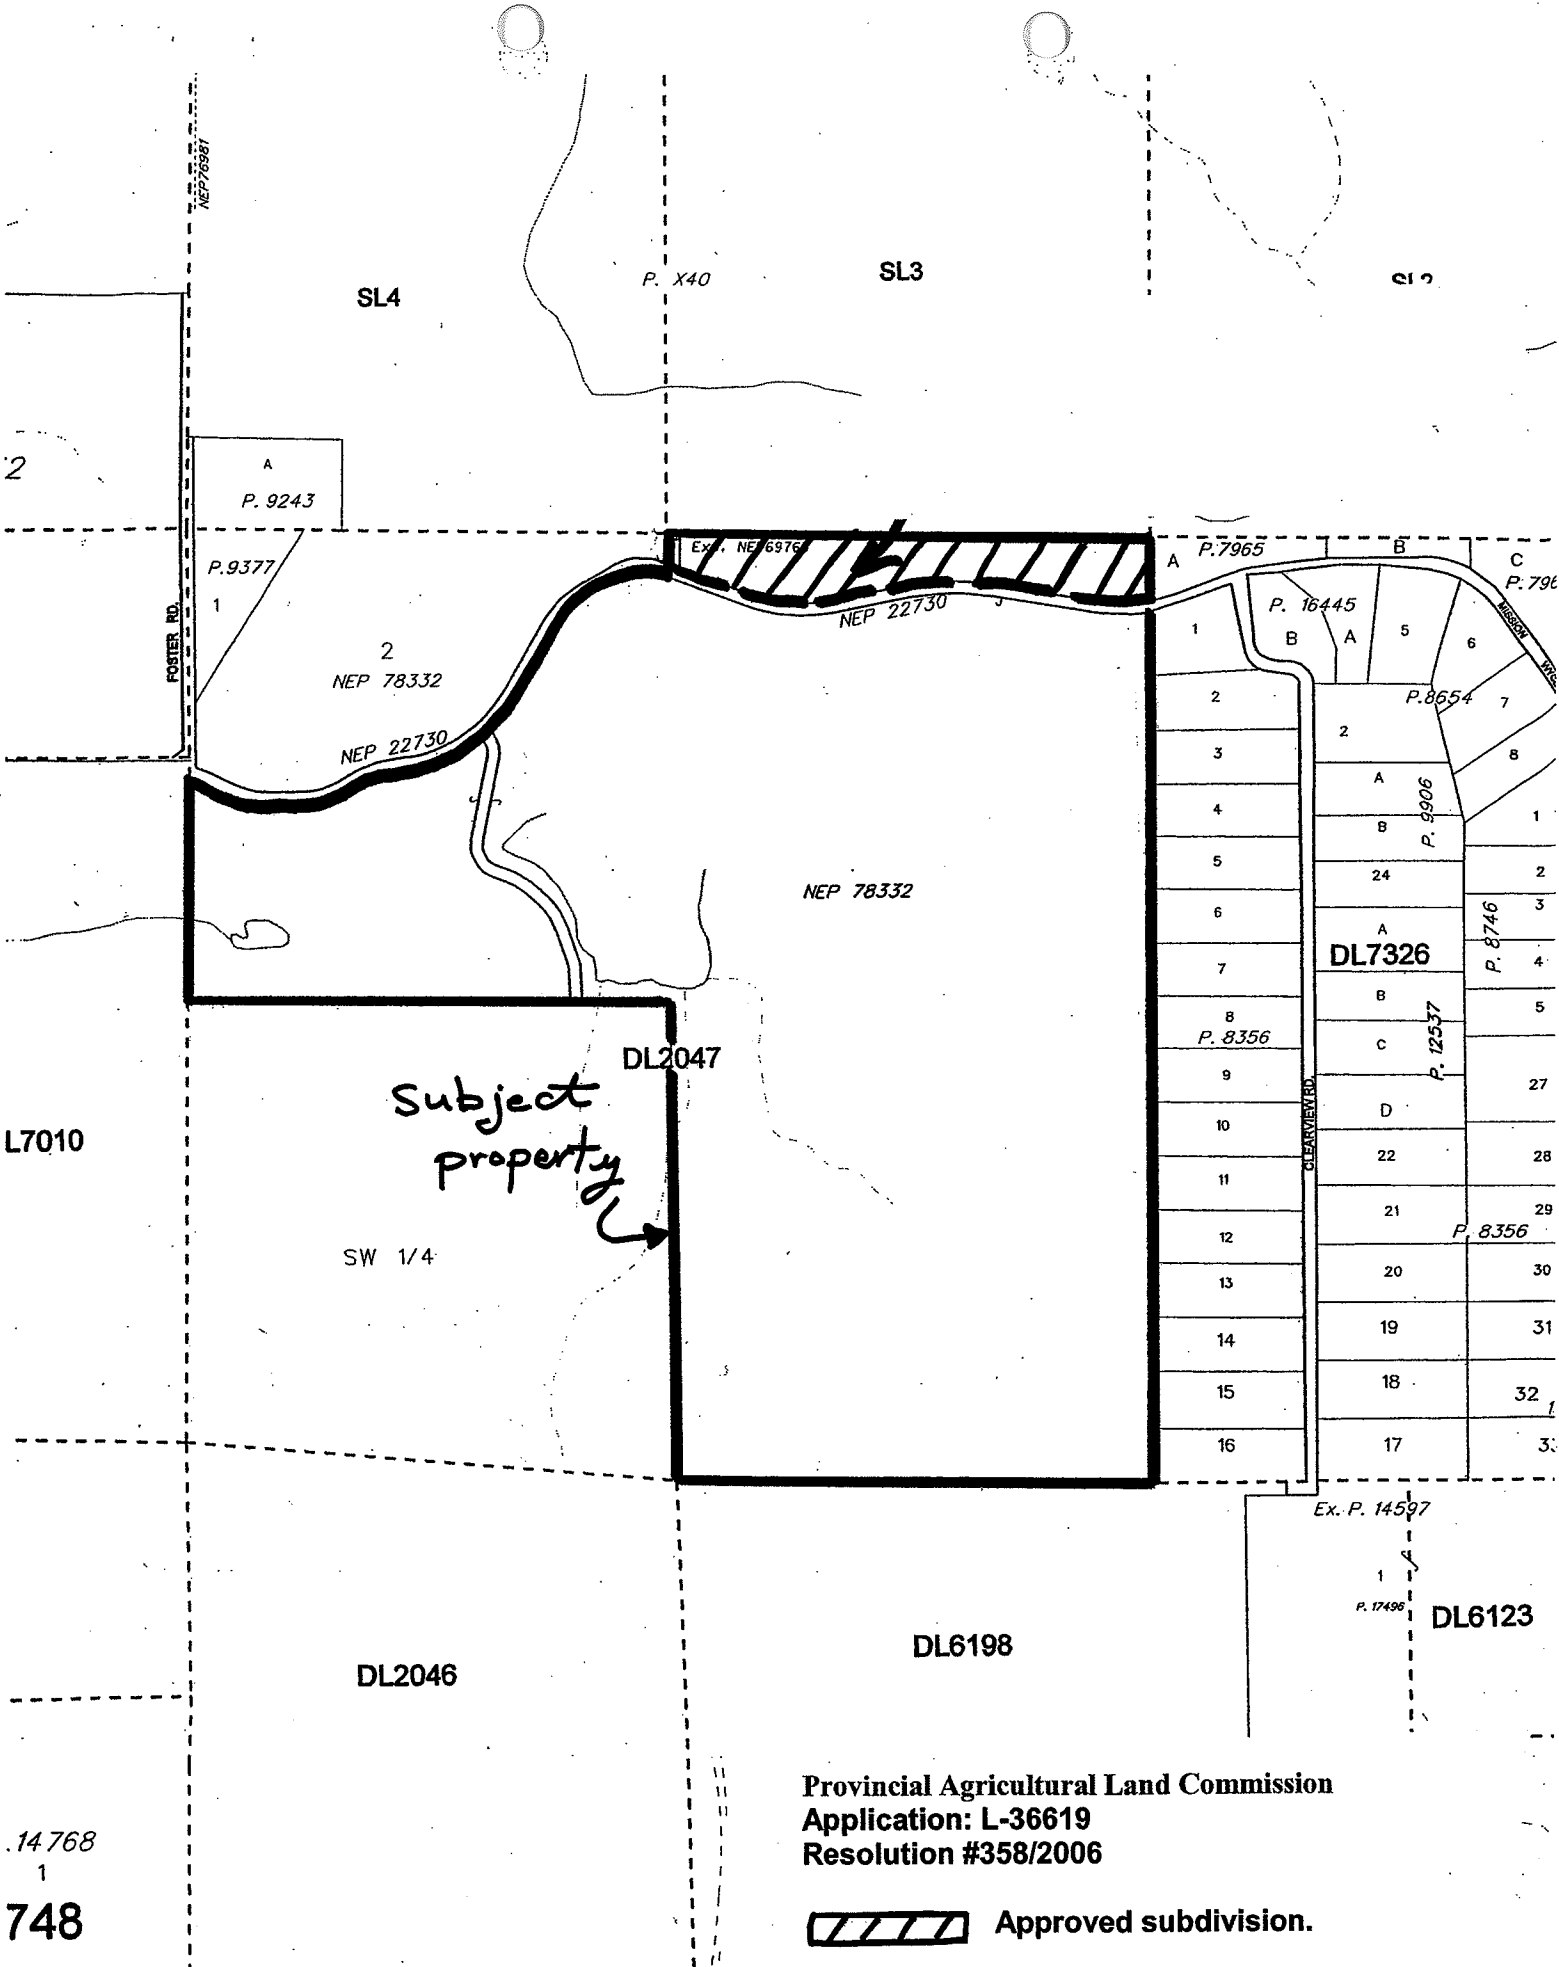 NEP76981
SL4
P. X40
SL3
2
A
P. 9243
P.9377
1
FOSTER RD.
2
NEP 78332
NEP 22730
NEP 22730
A
P.7965
B
C
MISSION
P. 16445
B
A
5
6
1
2
3
4
5
6
7
8
P. 8356
9
10
11
12
13
14
15
16
CLEARVIEW RD.
P.8654
7
8
2
A
B
P. 9906
24
A
DL7326
B
C
P. 12537
D
22
21
20
19
18
17
1
2
3
P. 8746
4
5
27
28
29
P. 8356
30
31
32
NEP 78332
DL2047
Subject
property
L7010
SW 1/4
Ex. P. 14597
1
P. 17496
DL6123
DL6198
DL2046
.14768
1
748
Provincial Agricultural Land Commission
Application: L-36619
Resolution #358/2006
Approved subdivision.